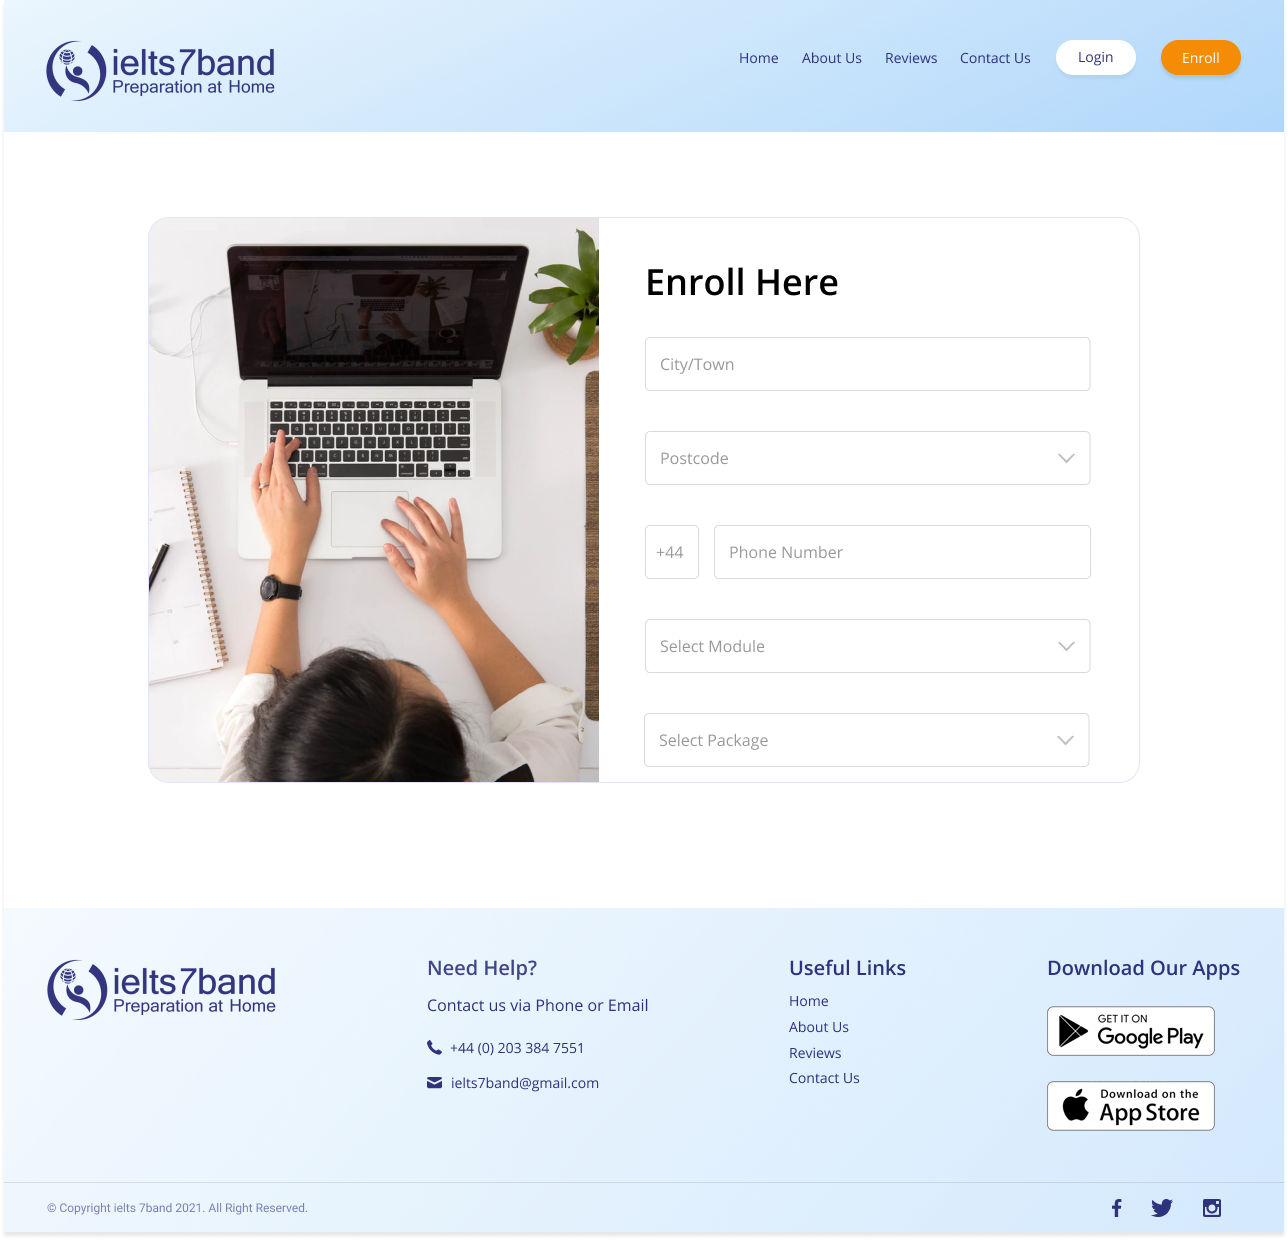 ielts7band
Preparation at Home
Home About Us Reviews Contact Us Login Enroll
Enroll Here
City/Town
Postcode
+44 Phone Number
Select Module
Select Package
ielts7band
Preparation at Home
Need Help?
Contact us via Phone or Email
+44 (0) 203 384 7551
ielts7band@gmail.com
Useful Links
Home
About Us
Reviews
Contact Us
Download Our Apps
GET IT ON
Google Play
Download on the
App Store
© Copyright ielts 7band 2021. All Right Reserved.